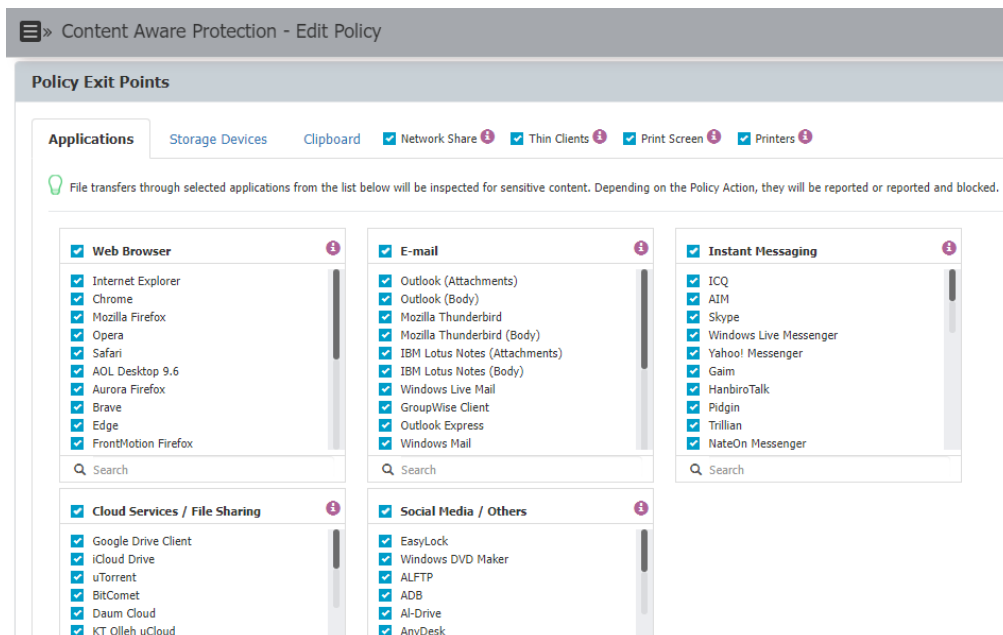 » Content Aware Protection - Edit Policy
Policy Exit Points
Applications Storage Devices Clipboard Network Share Thin Clients Print Screen Printers
File transfers through selected applications from the list below will be inspected for sensitive content. Depending on the Policy Action, they will be reported or reported and blocked.
Web Browser
Internet Explorer
Chrome
Mozilla Firefox
Opera
Safari
AOL Desktop 9.6
Aurora Firefox
Brave
Edge
FrontMotion Firefox
Search
E-mail
Outlook (Attachments)
Outlook (Body)
Mozilla Thunderbird
Mozilla Thunderbird (Body)
IBM Lotus Notes (Attachments)
IBM Lotus Notes (Body)
Windows Live Mail
GroupWise Client
Outlook Express
Windows Mail
Search
Instant Messaging
ICQ
AIM
Skype
Windows Live Messenger
Yahoo! Messenger
Gaim
HanbiroTalk
Pidgin
Trillian
NateOn Messenger
Search
Cloud Services / File Sharing
Google Drive Client
iCloud Drive
uTorrent
BitComet
Daum Cloud
KT Olleh uCloud
Social Media / Others
EasyLock
Windows DVD Maker
ALFTP
ADB
Al-Drive
AnyDesk